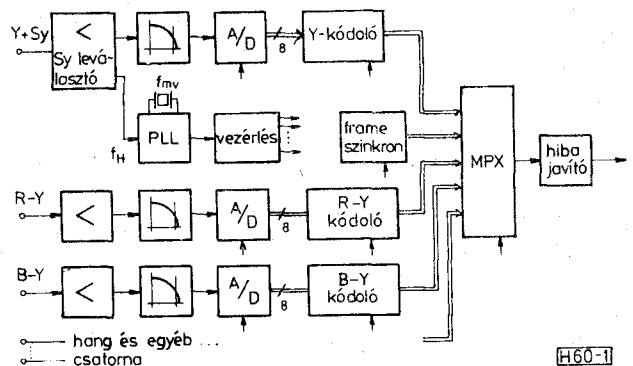 Y+Sy
<
Sy levá-
lasztó
A/D
8
Y-kódoló
fmv
fH
PLL
vezérlés
frame
szinkron
MPX
hiba
javító
R-Y
<
A/D
8
R-Y
kódoló
B-Y
<
A/D
8
B-Y
kódoló
hang és egyéb ...
csatorna
H60-1